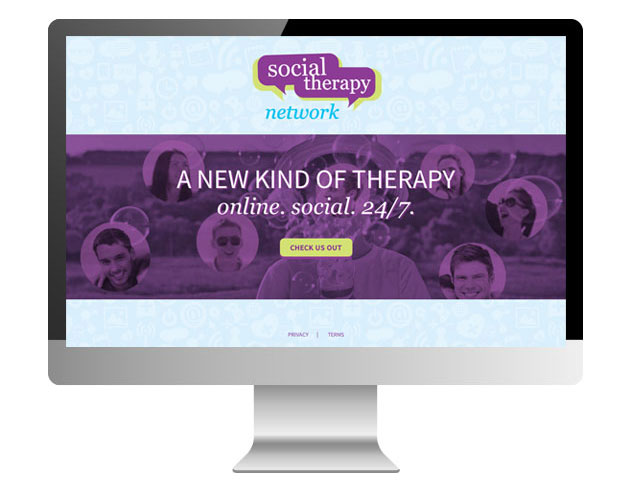 social
therapy
network
A NEW KIND OF THERAPY
online. social. 24/7.
CHECK US OUT
PRIVACY | TERMS